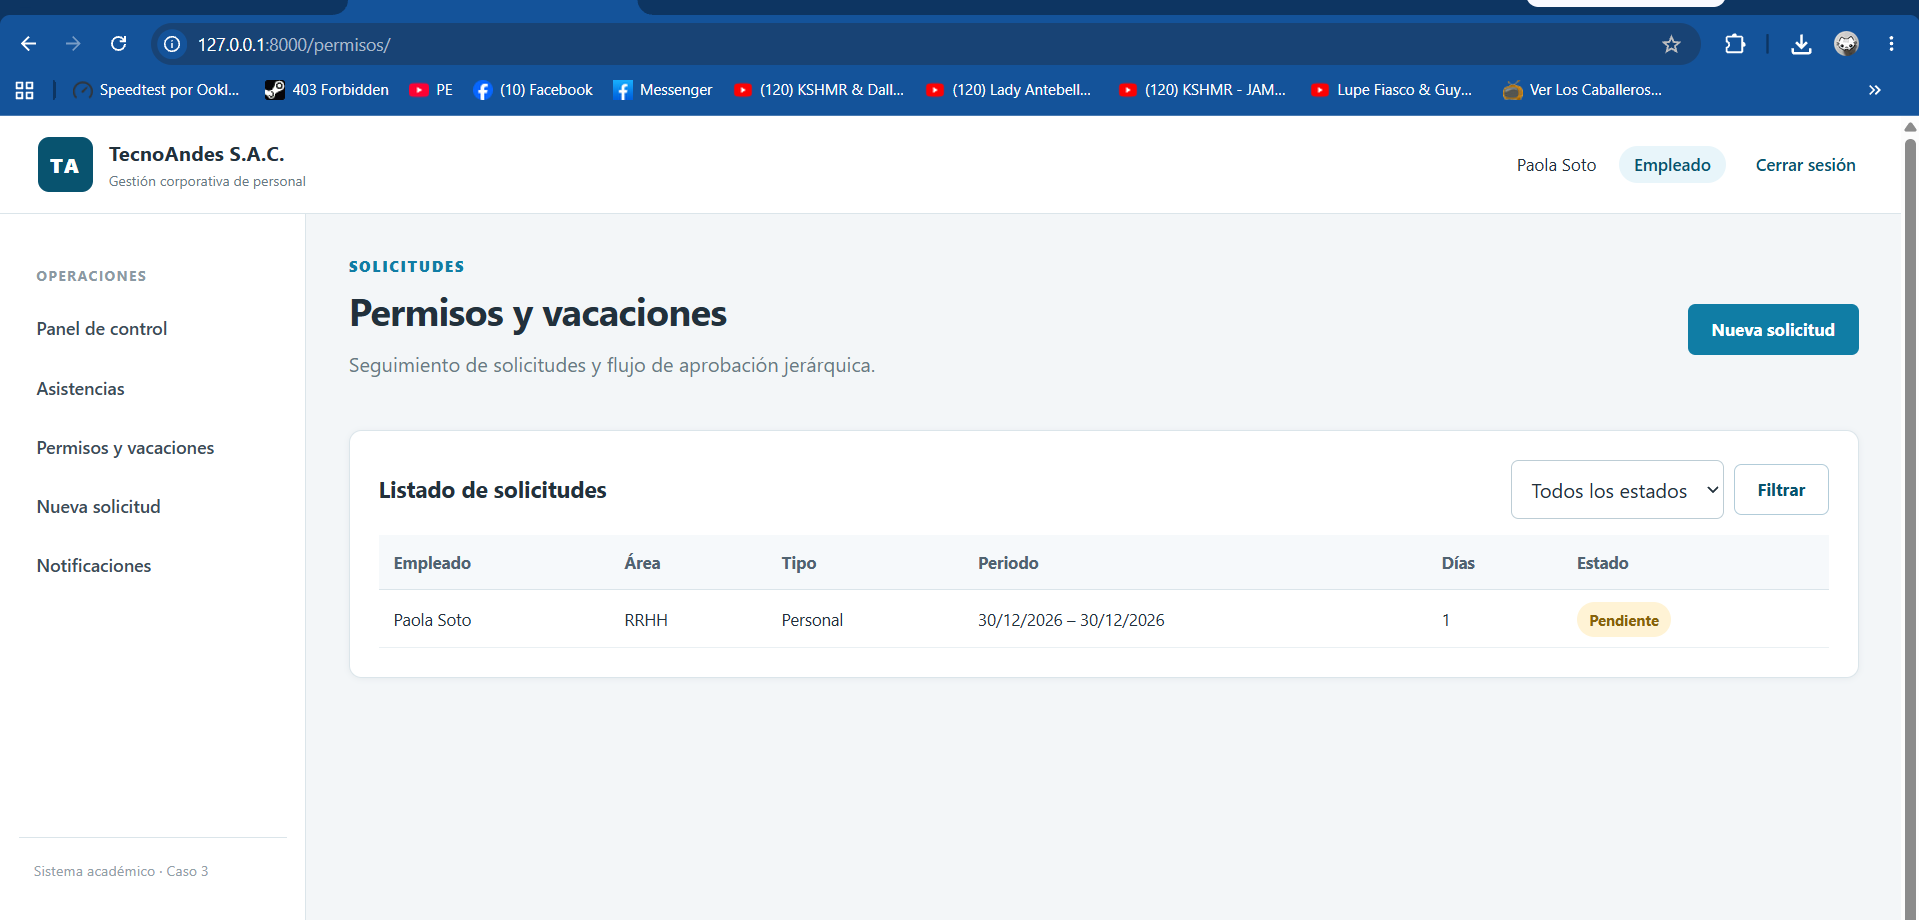 127.0.0.1:8000/permisos/
Speedtest por Ookl...
403 Forbidden
PE
(10) Facebook
Messenger
(120) KSHMR & Dall...
(120) Lady Antebell...
(120) KSHMR - JAM...
Lupe Fiasco & Guy...
Ver Los Caballeros...
»
TA
TecnoAndes S.A.C.
Gestión corporativa de personal
Paola Soto
Empleado
Cerrar sesión
OPERACIONES
Panel de control
Asistencias
Permisos y vacaciones
Nueva solicitud
Notificaciones
Sistema académico · Caso 3
SOLICITUDES
Permisos y vacaciones
Seguimiento de solicitudes y flujo de aprobación jerárquica.
Nueva solicitud
Listado de solicitudes
Todos los estados
Filtrar
Empleado Área Tipo Periodo Días Estado
Paola Soto RRHH Personal 30/12/2026 – 30/12/2026 1 Pendiente